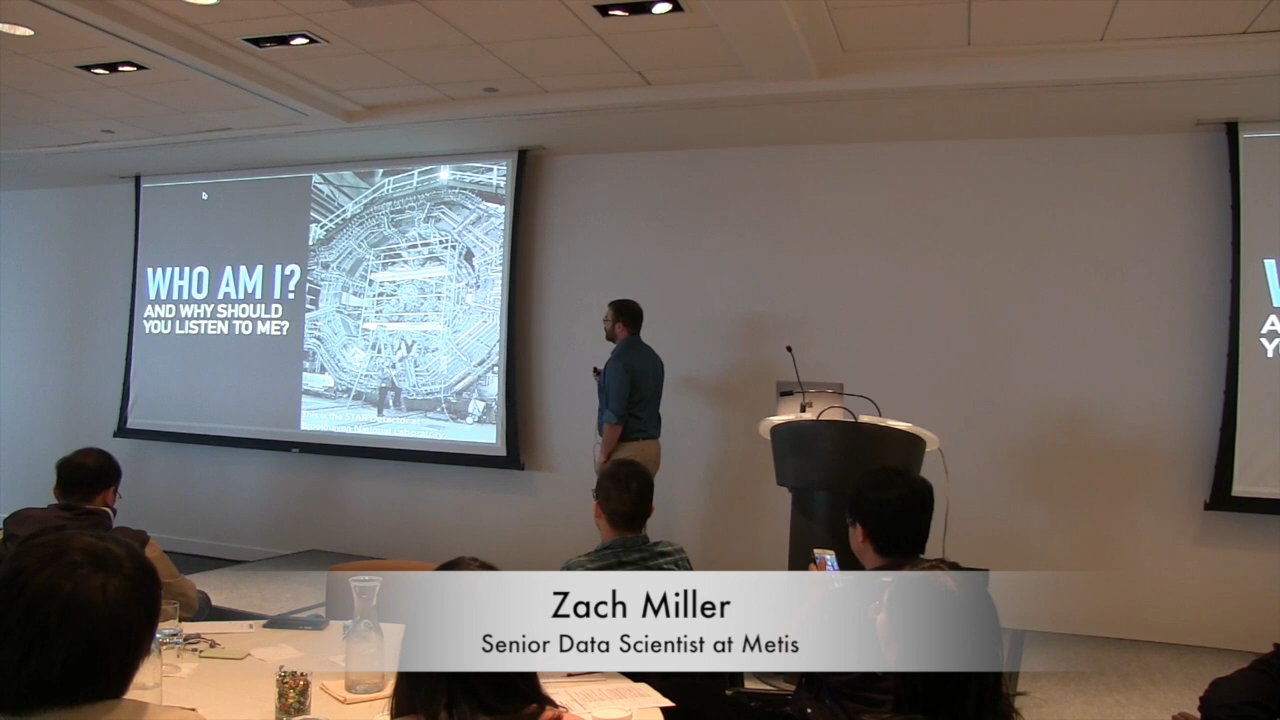 WHO AM I?
AND WHY SHOULD
YOU LISTEN TO ME?
Zach Miller
Senior Data Scientist at Metis